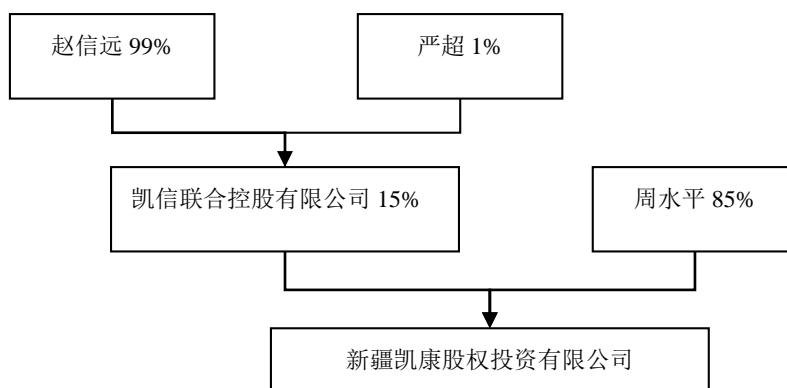 赵信远 99%
严超 1%
凯信联合控股有限公司 15%
周水平 85%
新疆凯康股权投资有限公司